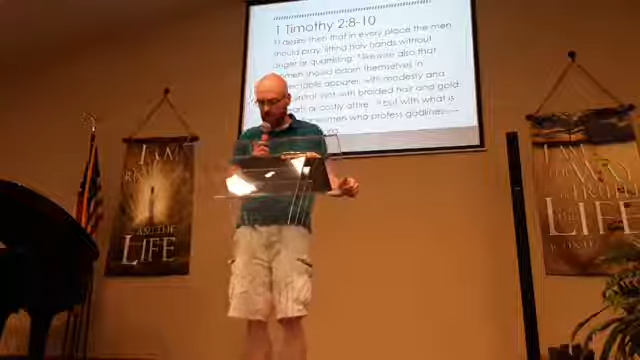 1 Timothy 2:8-10
"I desire then that in every place the men
should pray, lifting holy hands without
anger or quarreling; likewise also that
women should adorn themselves in
respectable apparel, with modesty and
not with braided hair and gold
or costly attire, but with what is
women who profess godliness—
I AM
AND THE
LIFE
I AM
THE WAY
TRUTH
LIFE